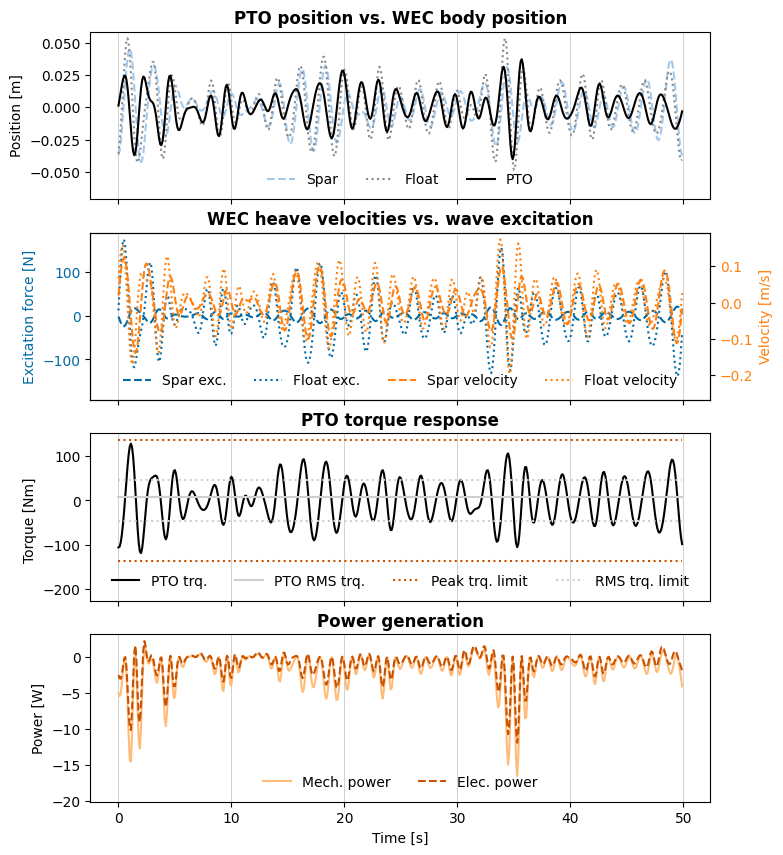 PTO position vs. WEC body position
0.050
0.025
0.000
−0.025
−0.050
Position [m]
Spar Float PTO
WEC heave velocities vs. wave excitation
100
0
−100
Excitation force [N]
0.1
0.0
−0.1
−0.2
Velocity [m/s]
Spar exc. Float exc. Spar velocity Float velocity
PTO torque response
100
0
−100
−200
Torque [Nm]
PTO trq. PTO RMS trq. Peak trq. limit RMS trq. limit
Power generation
0
−5
−10
−15
−20
Power [W]
Mech. power Elec. power
0 10 20 30 40 50
Time [s]